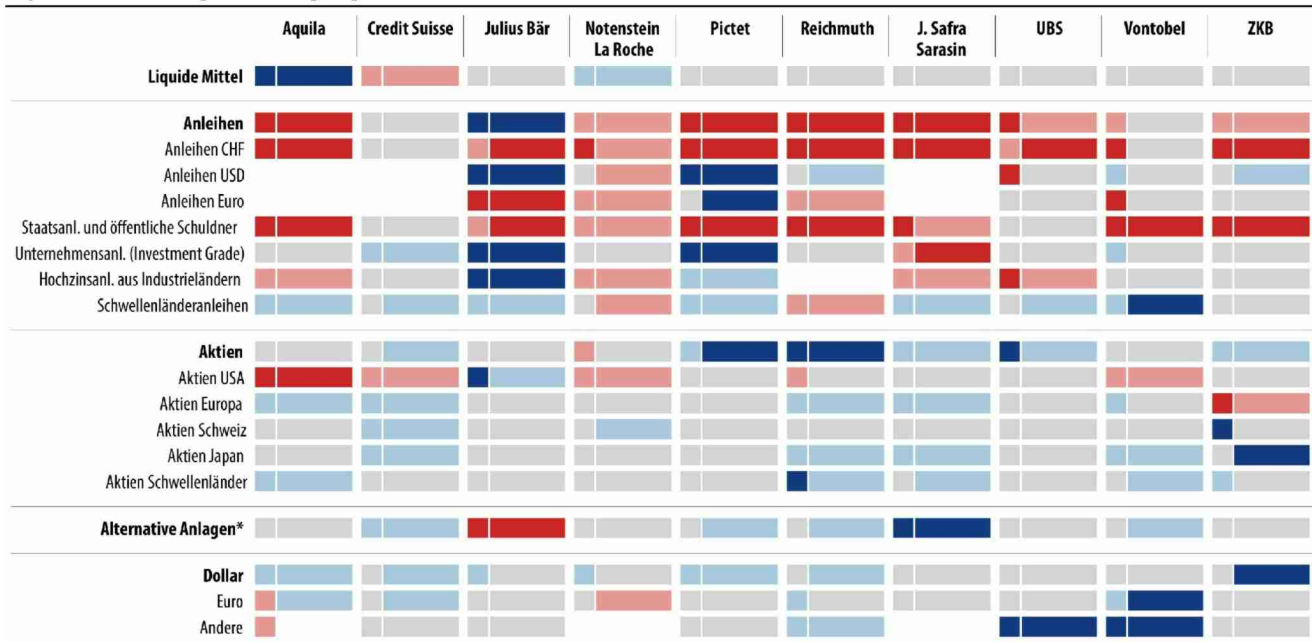 Aquila Credit Suisse Julius Bär Notenstein La Roche Pictet Reichmuth J. Safra Sarasin UBS Vontobel ZKB
Liquide Mittel
Anleihen
Anleihen CHF
Anleihen USD
Anleihen Euro
Staatsanl. und öffentliche Schuldner
Unternehmensanl. (Investment Grade)
Hochzinsanl. aus Industrieländern
Schwellenländeranleihen
Aktien
Aktien USA
Aktien Europa
Aktien Schweiz
Aktien Japan
Aktien Schwellenländer
Alternative Anlagen*
Dollar
Euro
Andere